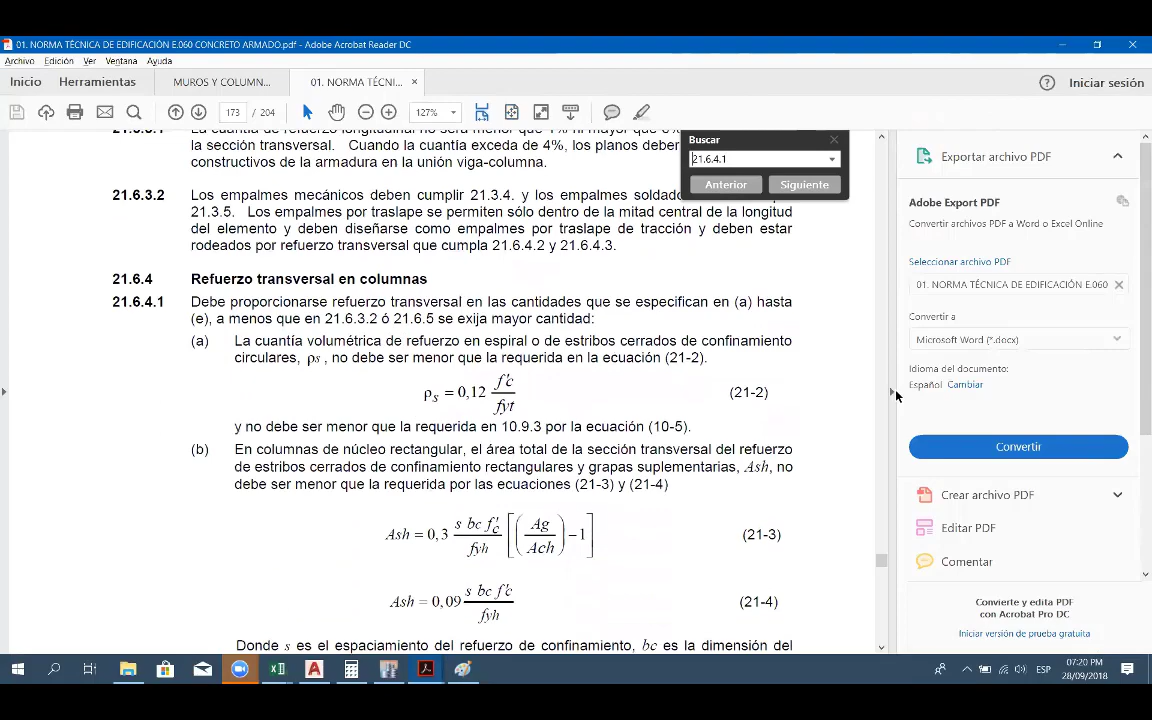 01. NORMA TÉCNICA DE EDIFICACIÓN E.060 CONCRETO ARMADO.pdf - Adobe Acrobat Reader DC
Archivo Edición Ver Ventana Ayuda
Inicio Herramientas MUROS Y COLUMN... 01. NORMA TÉCNI... × Iniciar sesión
173 / 204 127%
la sección transversal. Cuando la cuantía exceda de 4%, los planos deber
constructivos de la armadura en la unión viga-columna.
21.6.3.2 Los empalmes mecánicos deben cumplir 21.3.4. y los empalmes soldado
21.3.5. Los empalmes por traslape se permiten sólo dentro de la mitad central de la longitud
del elemento y deben diseñarse como empalmes por traslape de tracción y deben estar
rodeados por refuerzo transversal que cumpla 21.6.4.2 y 21.6.4.3.
21.6.4 Refuerzo transversal en columnas
21.6.4.1 Debe proporcionarse refuerzo transversal en las cantidades que se especifican en (a) hasta
(e), a menos que en 21.6.3.2 ó 21.6.5 se exija mayor cantidad:
(a) La cuantía volumétrica de refuerzo en espiral o de estribos cerrados de confinamiento
circulares, ρs , no debe ser menor que la requerida en la ecuación (21-2).
ρs = 0,12 f'c / fyt (21-2)
y no debe ser menor que la requerida en 10.9.3 por la ecuación (10-5).
(b) En columnas de núcleo rectangular, el área total de la sección transversal del refuerzo
de estribos cerrados de confinamiento rectangulares y grapas suplementarias, Ash, no
debe ser menor que la requerida por las ecuaciones (21-3) y (21-4)
Ash = 0,3 s bc f'c / fyh [(Ag / Ach) − 1] (21-3)
Ash = 0,09 s bc f'c / fyh (21-4)
Donde s es el espaciamiento del refuerzo de confinamiento, bc es la dimensión del
Buscar
21.6.4.1
Anterior Siguiente
Exportar archivo PDF
Adobe Export PDF
Convertir archivos PDF a Word o Excel Online
Seleccionar archivo PDF
01. NORMA TÉCNICA DE EDIFICACIÓN E.060
Convertir a
Microsoft Word (*.docx)
Idioma del documento:
Español Cambiar
Convertir
Crear archivo PDF
Editar PDF
Comentar
Convierte y edita PDF
con Acrobat Pro DC
Iniciar versión de prueba gratuita
ESP
07:20 PM
28/09/2018